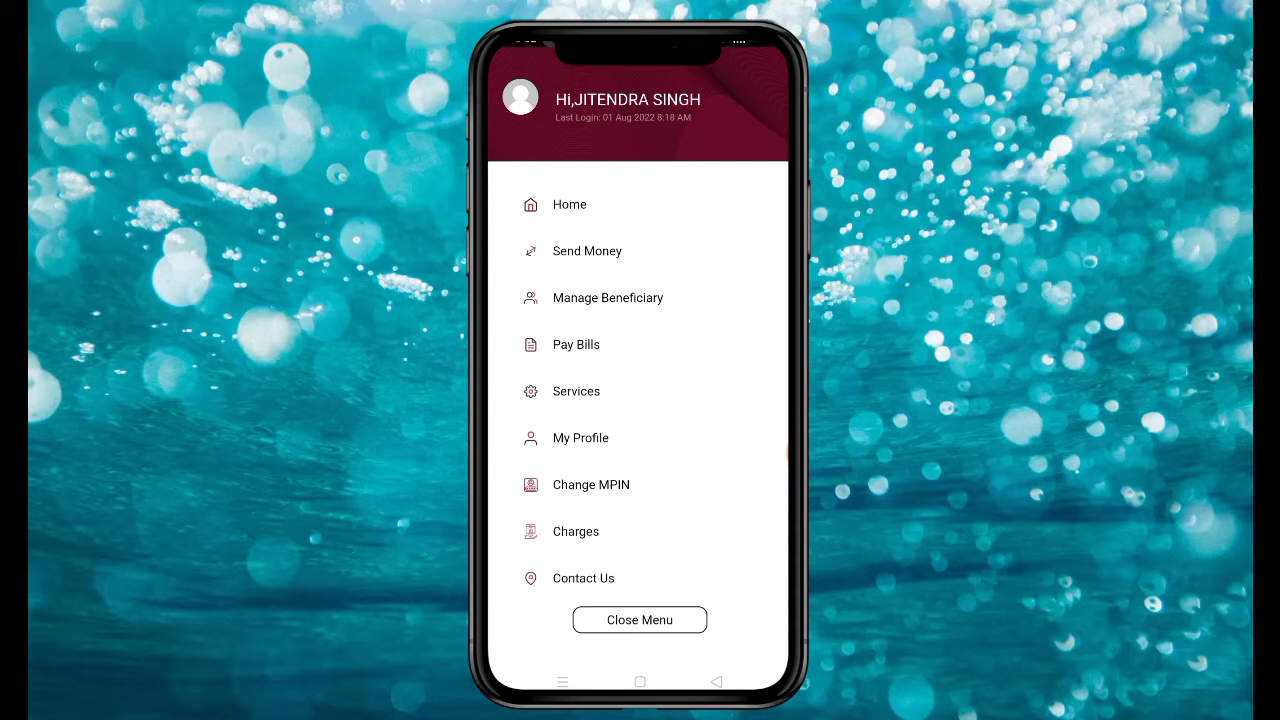 Hi,JITENDRA SINGH
Last Login: 01 Aug 2022 8:18 AM
Home
Send Money
Manage Beneficiary
Pay Bills
Services
My Profile
Change MPIN
Charges
Contact Us
Close Menu